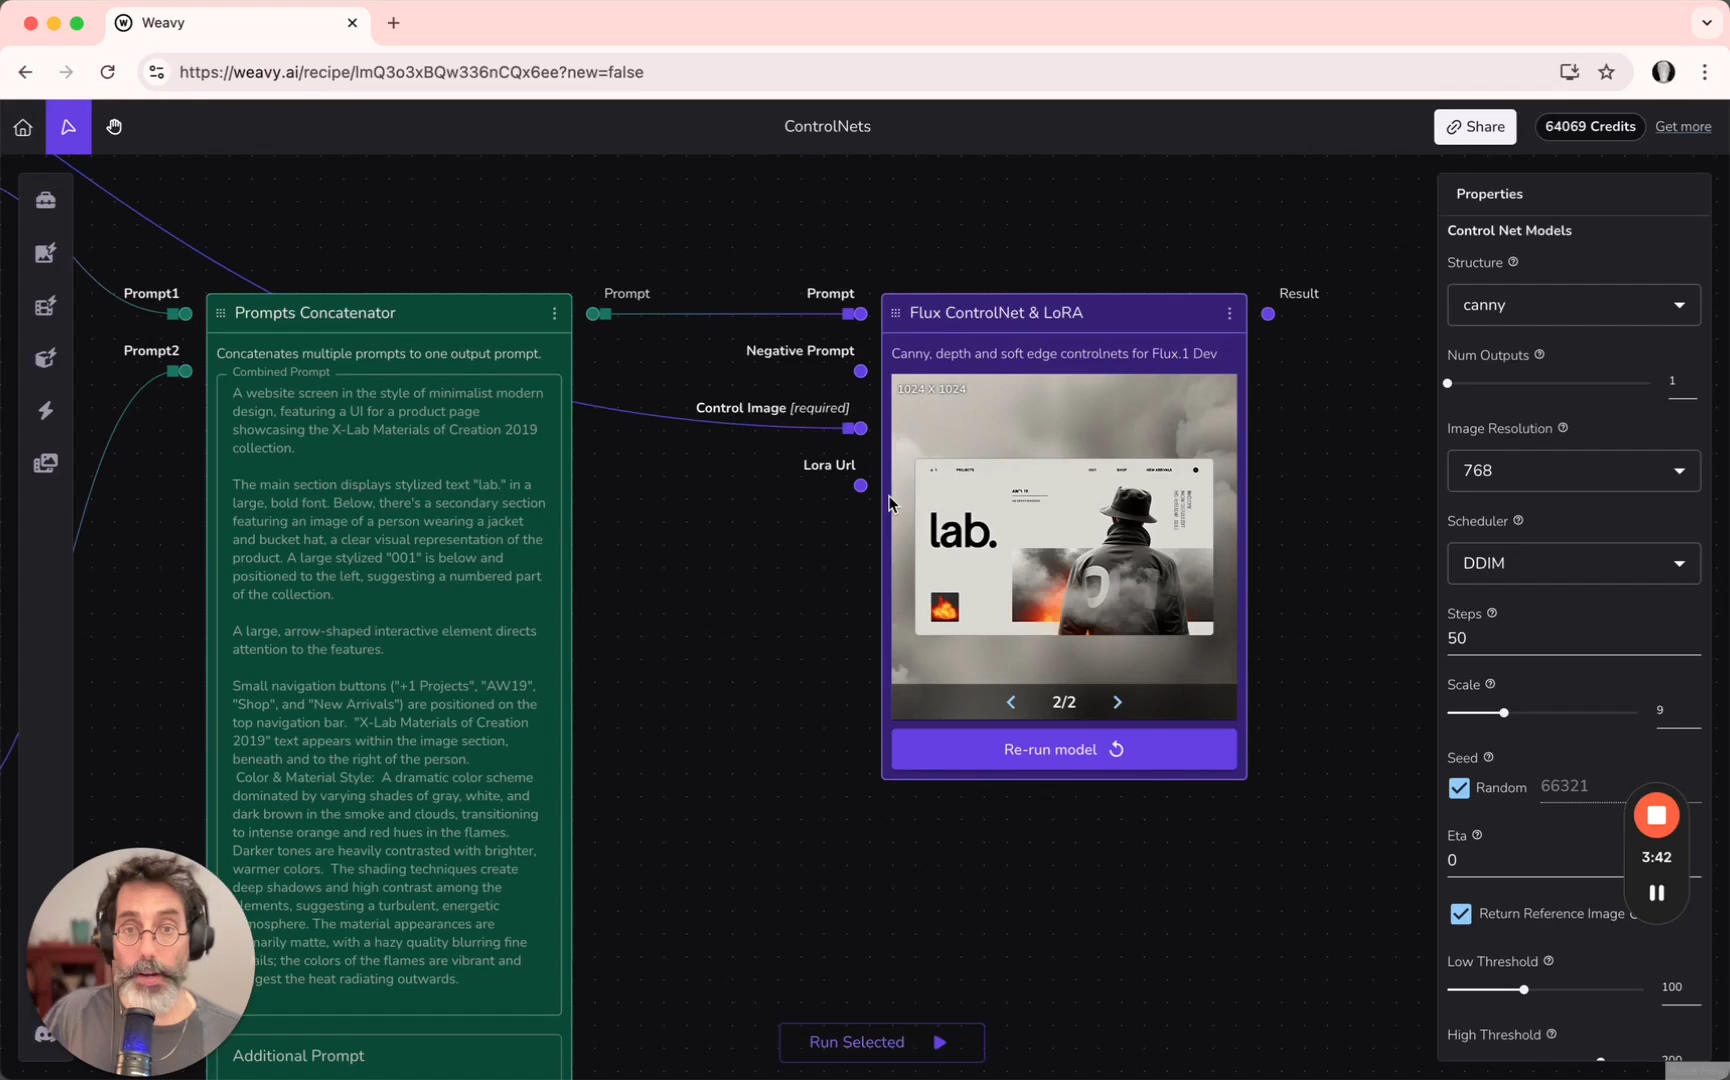 Weavy
https://weavy.ai/recipe/lmQ3o3xBQw336nCQx6ee?new=false
ControlNets
Share
64069 Credits
Get more
Properties
Control Net Models
Structure
canny
Num Outputs
1
Image Resolution
768
Scheduler
DDIM
Steps
50
Scale
9
Seed
Random
66321
Eta
0
Return Reference Image
Low Threshold
100
High Threshold
200
3:42
Prompt1
Prompt2
Prompts Concatenator
Concatenates multiple prompts to one output prompt.
Combined Prompt
A website screen in the style of minimalist modern
design, featuring a UI for a product page
showcasing the X-Lab Materials of Creation 2019
collection.
The main section displays stylized text "lab." in a
large, bold font. Below, there's a secondary section
featuring an image of a person wearing a jacket
and bucket hat, a clear visual representation of the
product. A large stylized "001" is below and
positioned to the left, suggesting a numbered part
of the collection.
A large, arrow-shaped interactive element directs
attention to the features.
Small navigation buttons ("+1 Projects", "AW19",
"Shop", and "New Arrivals") are positioned on the
top navigation bar. "X-Lab Materials of Creation
2019" text appears within the image section,
beneath and to the right of the person.
Color & Material Style: A dramatic color scheme
dominated by varying shades of gray, white, and
dark brown in the smoke and clouds, transitioning
to intense orange and red hues in the flames.
Darker tones are heavily contrasted with brighter,
warmer colors. The shading techniques create
deep shadows and high contrast among the
elements, suggesting a turbulent, energetic
mosphere. The material appearances are
marily matte, with a hazy quality blurring fine
ails; the colors of the flames are vibrant and
gest the heat radiating outwards.
Additional Prompt
Prompt
Prompt
Negative Prompt
Control Image [required]
Lora Url
Flux ControlNet & LoRA
Canny, depth and soft edge controlnets for Flux.1 Dev
1024 X 1024
PROJECTS
SHOP
NEW ARRIVALS
lab.
2/2
Re-run model
Result
Run Selected